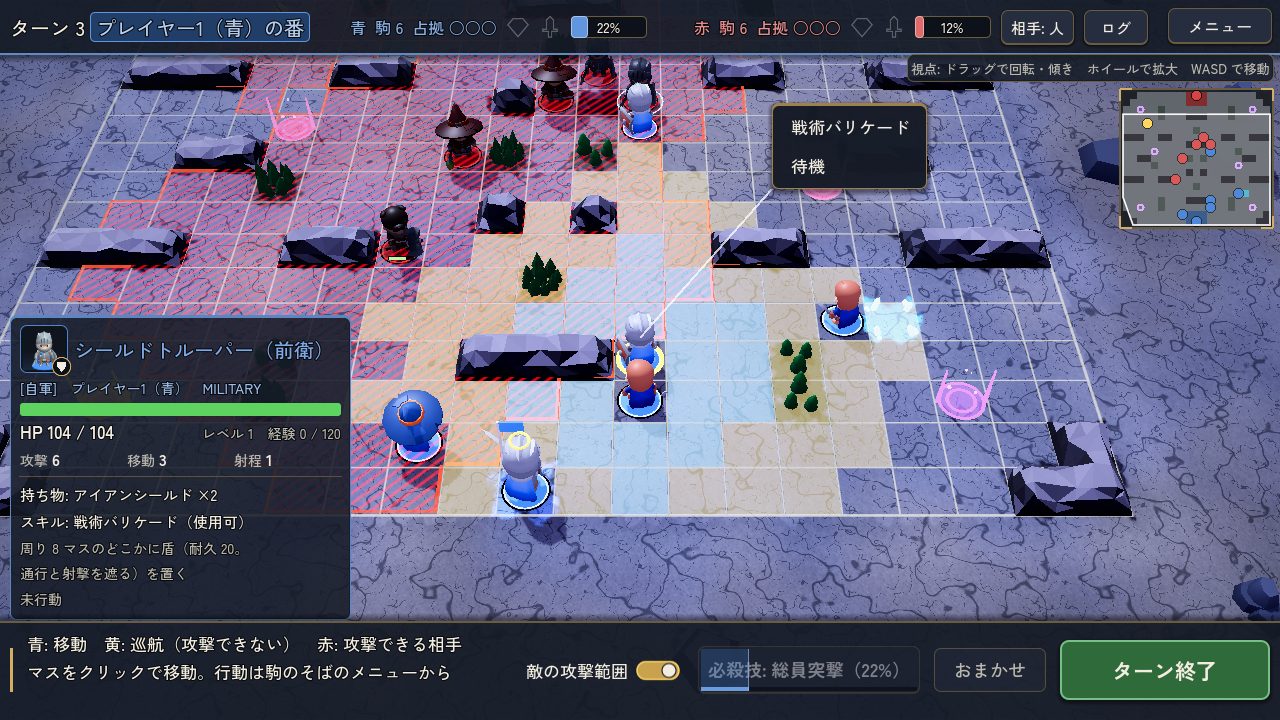 ターン 3 プレイヤー1（青）の番 青 駒 6 占拠 〇〇〇 22% 赤 駒 6 占拠 〇〇〇 12% 相手: 人 ログ メニュー
視点: ドラッグで回転・傾き ホイールで拡大 WASD で移動
戦術バリケード
待機
シールドトルーパー（前衛）
[自軍] プレイヤー1（青） MILITARY
HP 104 / 104 レベル 1 経験 0 / 120
攻撃 6 移動 3 射程 1
持ち物: アイアンシールド ×2
スキル: 戦術バリケード（使用可）
周り 8 マスのどこかに盾（耐久 20。
通行と射撃を遮る）を置く
未行動
青: 移動 黄: 巡航（攻撃できない） 赤: 攻撃できる相手
マスをクリックで移動。行動は駒のそばのメニューから
敵の攻撃範囲 必殺技: 総員突撃（22%） おまかせ ターン終了